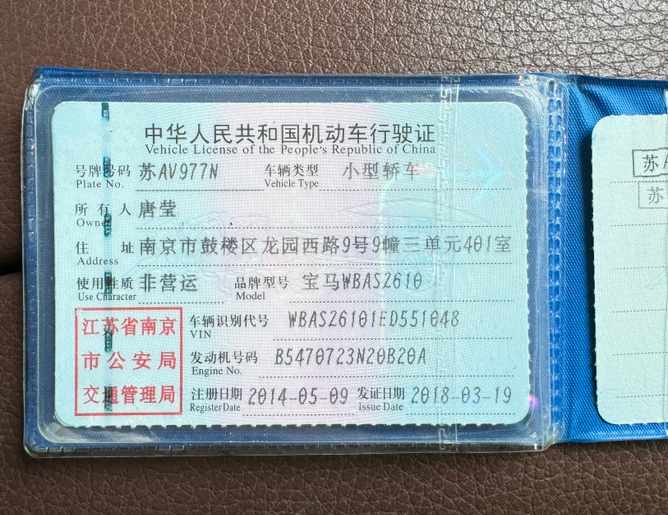 中华人民共和国机动车行驶证
Vehicle License of the People's Republic of China
号牌号码 苏AV977N 车辆类型 小型轿车
Plate No. Vehicle Type
所有人 唐莹
Owner
住址 南京市鼓楼区龙园西路9号9幢三单元401室
Address
使用性质 非营运 品牌型号 宝马WBASZ610
Use Character Model
江苏省南京
市公安局
交通管理局
车辆识别代号 WBASZ6101ED551048
VIN
发动机号码 B5470723N20B20A
Engine No.
注册日期 2014-05-09 发证日期 2018-03-19
Register Date Issue Date
苏A
苏